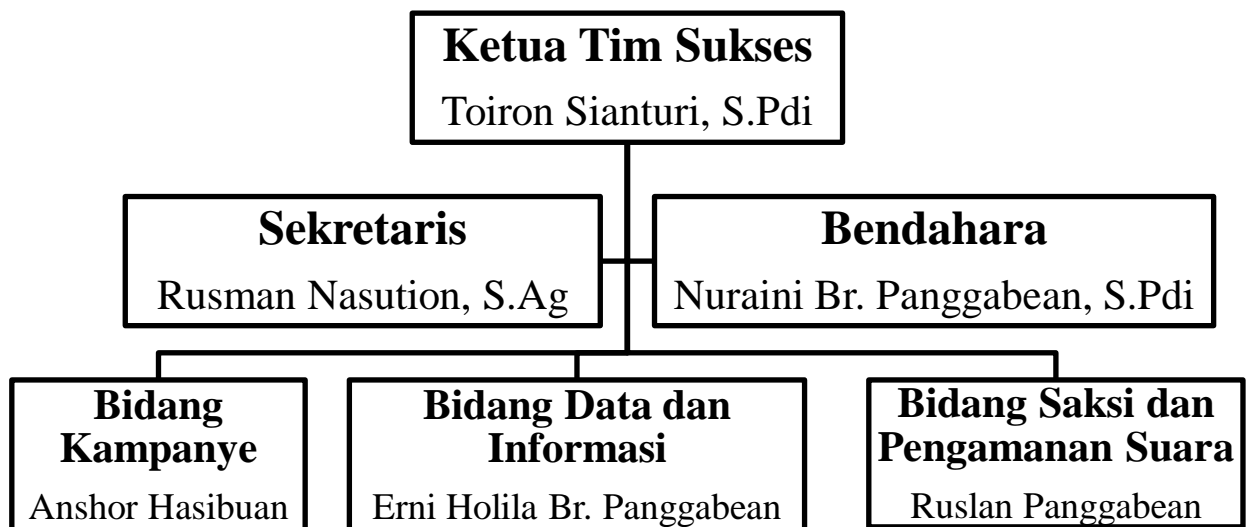 Ketua Tim Sukses
Toiron Sianturi, S.Pdi
Sekretaris
Rusman Nasution, S.Ag
Bendahara
Nuraini Br. Panggabean, S.Pdi
Bidang
Kampanye
Anshor Hasibuan
Bidang Data dan
Informasi
Erni Holila Br. Panggabean
Bidang Saksi dan
Pengamanan Suara
Ruslan Panggabean